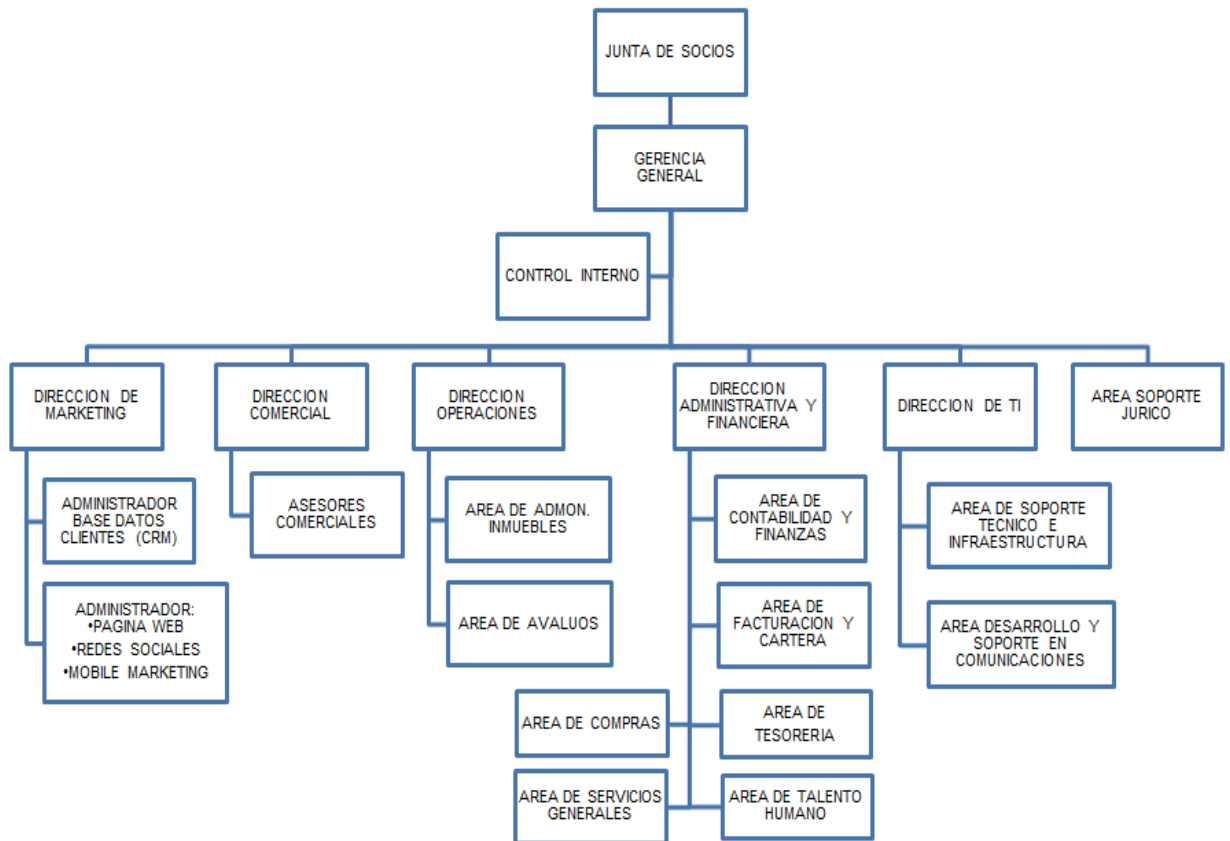 JUNTA DE SOCIOS
GERENCIA
GENERAL
CONTROL INTERNO
DIRECCION DE
MARKETING
DIRECCION
COMERCIAL
DIRECCION
OPERACIONES
DIRECCION
ADMINISTRATIVA Y
FINANCIERA
DIRECCION DE TI
AREA SOPORTE
JURICO
ADMINISTRADOR
BASE DATOS
CLIENTES (CRM)
ADMINISTRADOR:
•PAGINA WEB
•REDES SOCIALES
•MOBILE MARKETING
ASESORES
COMERCIALES
AREA DE ADMON.
INMUEBLES
AREA DE AVALUOS
AREA DE
CONTABILIDAD Y
FINANZAS
AREA DE
FACTURACION Y
CARTERA
AREA DE COMPRAS
AREA DE
TESORERIA
AREA DE SERVICIOS
GENERALES
AREA DE TALENTO
HUMANO
AREA DE SOPORTE
TECNICO E
INFRAESTRUCTURA
AREA DESARROLLO Y
SOPORTE EN
COMUNICACIONES